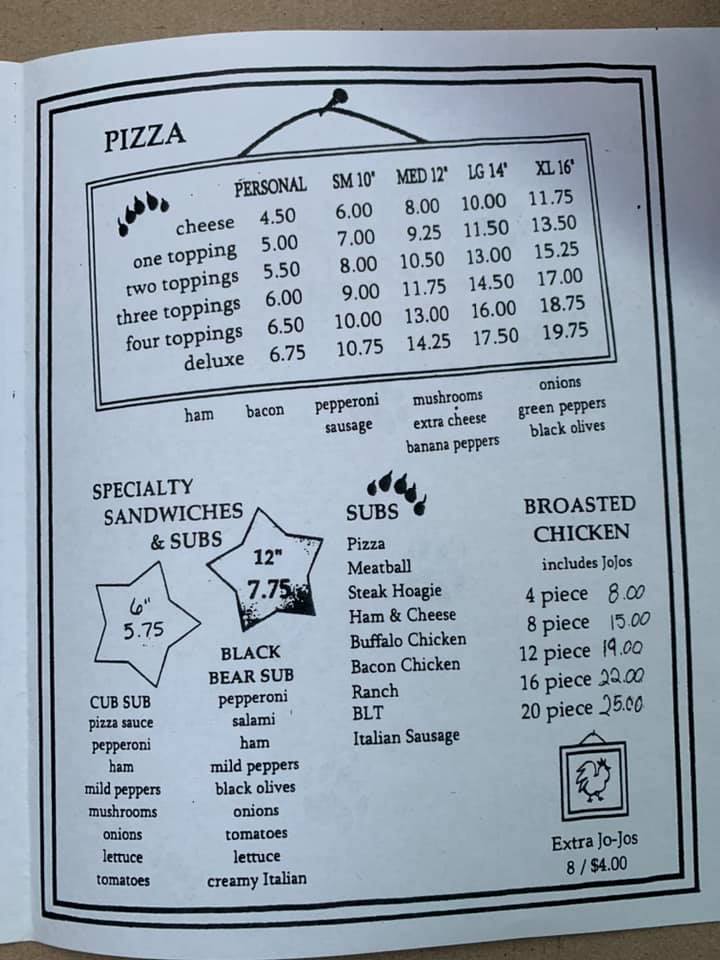 PIZZA
PERSONAL SM 10" MED 12" LG 14" XL 16"
cheese 4.50 6.00 8.00 10.00 11.75
one topping 5.00 7.00 9.25 11.50 13.50
two toppings 5.50 8.00 10.50 13.00 15.25
three toppings 6.00 9.00 11.75 14.50 17.00
four toppings 6.50 10.00 13.00 16.00 18.75
deluxe 6.75 10.75 14.25 17.50 19.75
ham bacon pepperoni mushrooms onions
sausage extra cheese green peppers
banana peppers black olives
SPECIALTY
SANDWICHES
& SUBS
12"
7.75
6"
5.75
CUB SUB
pizza sauce
pepperoni
ham
mild peppers
mushrooms
onions
lettuce
tomatoes
BLACK
BEAR SUB
pepperoni
salami
ham
mild peppers
black olives
onions
tomatoes
lettuce
creamy Italian
SUBS
Pizza
Meatball
Steak Hoagie
Ham & Cheese
Buffalo Chicken
Bacon Chicken
Ranch
BLT
Italian Sausage
BROASTED
CHICKEN
includes JoJos
4 piece 8.00
8 piece 15.00
12 piece 19.00
16 piece 22.00
20 piece 25.00
Extra Jo-Jos
8 / $4.00